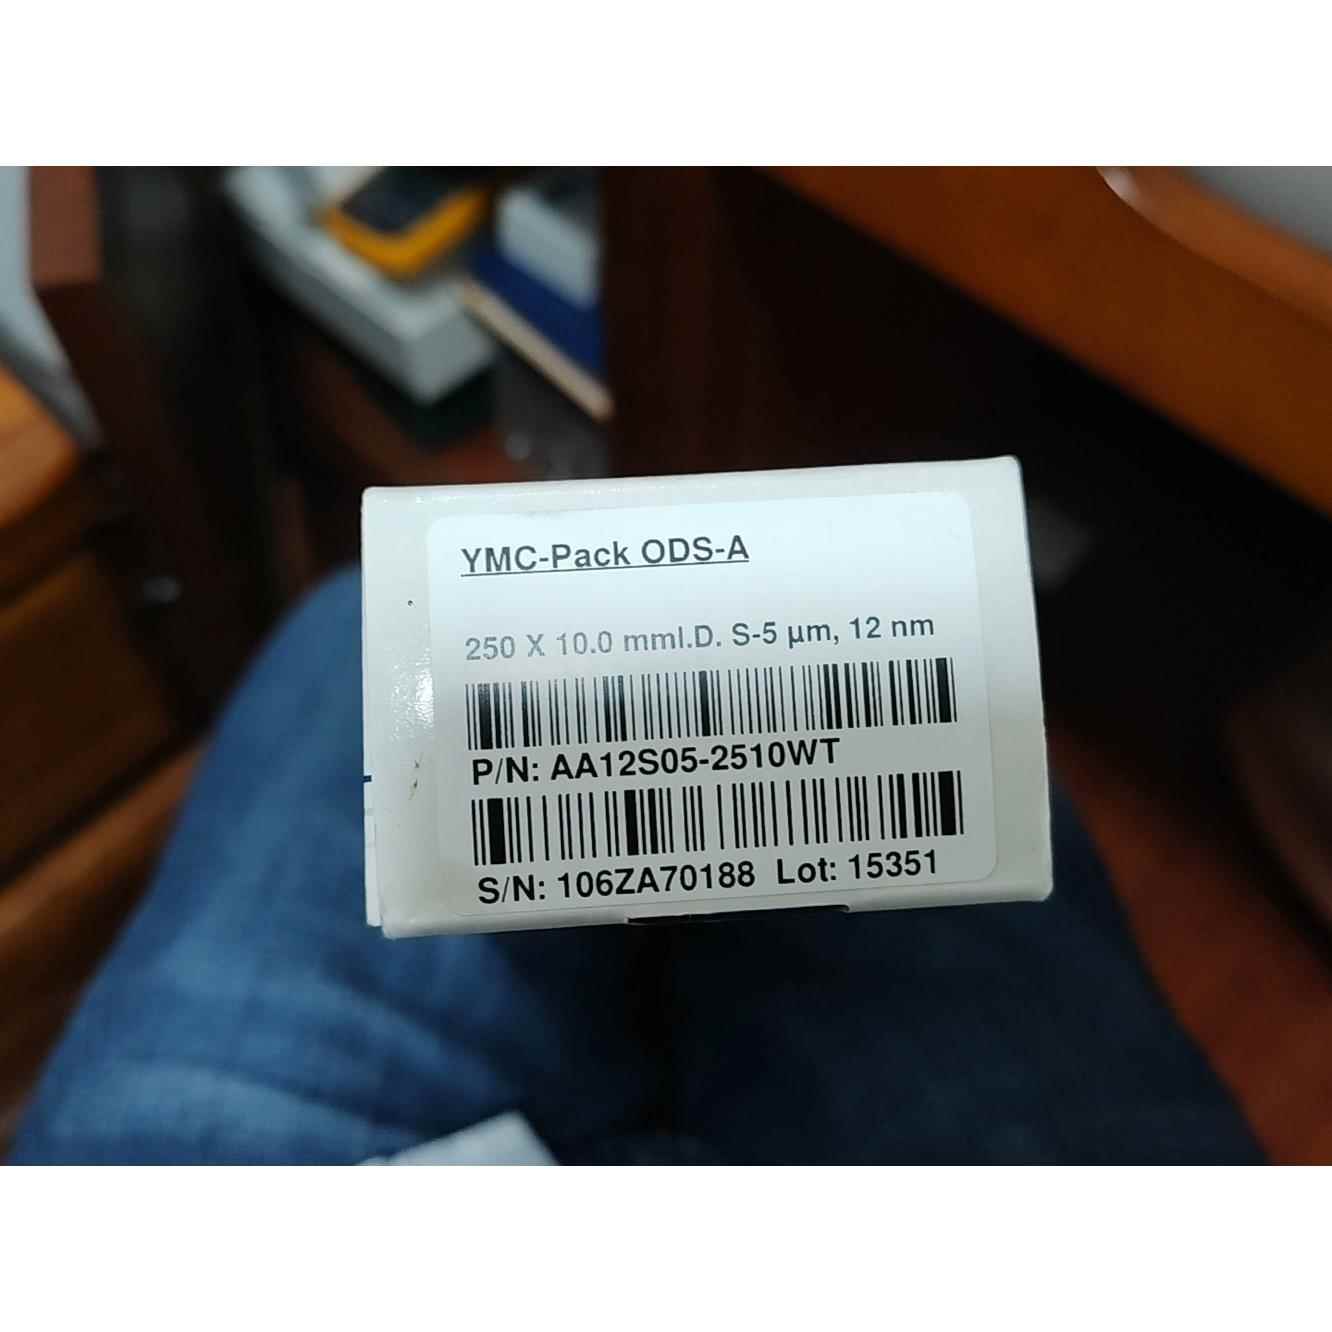 YMC-Pack ODS-A
250 X 10.0 mmI.D. S-5 µm, 12 nm
P/N: AA12S05-2510WT
S/N: 106ZA70188 Lot: 15351